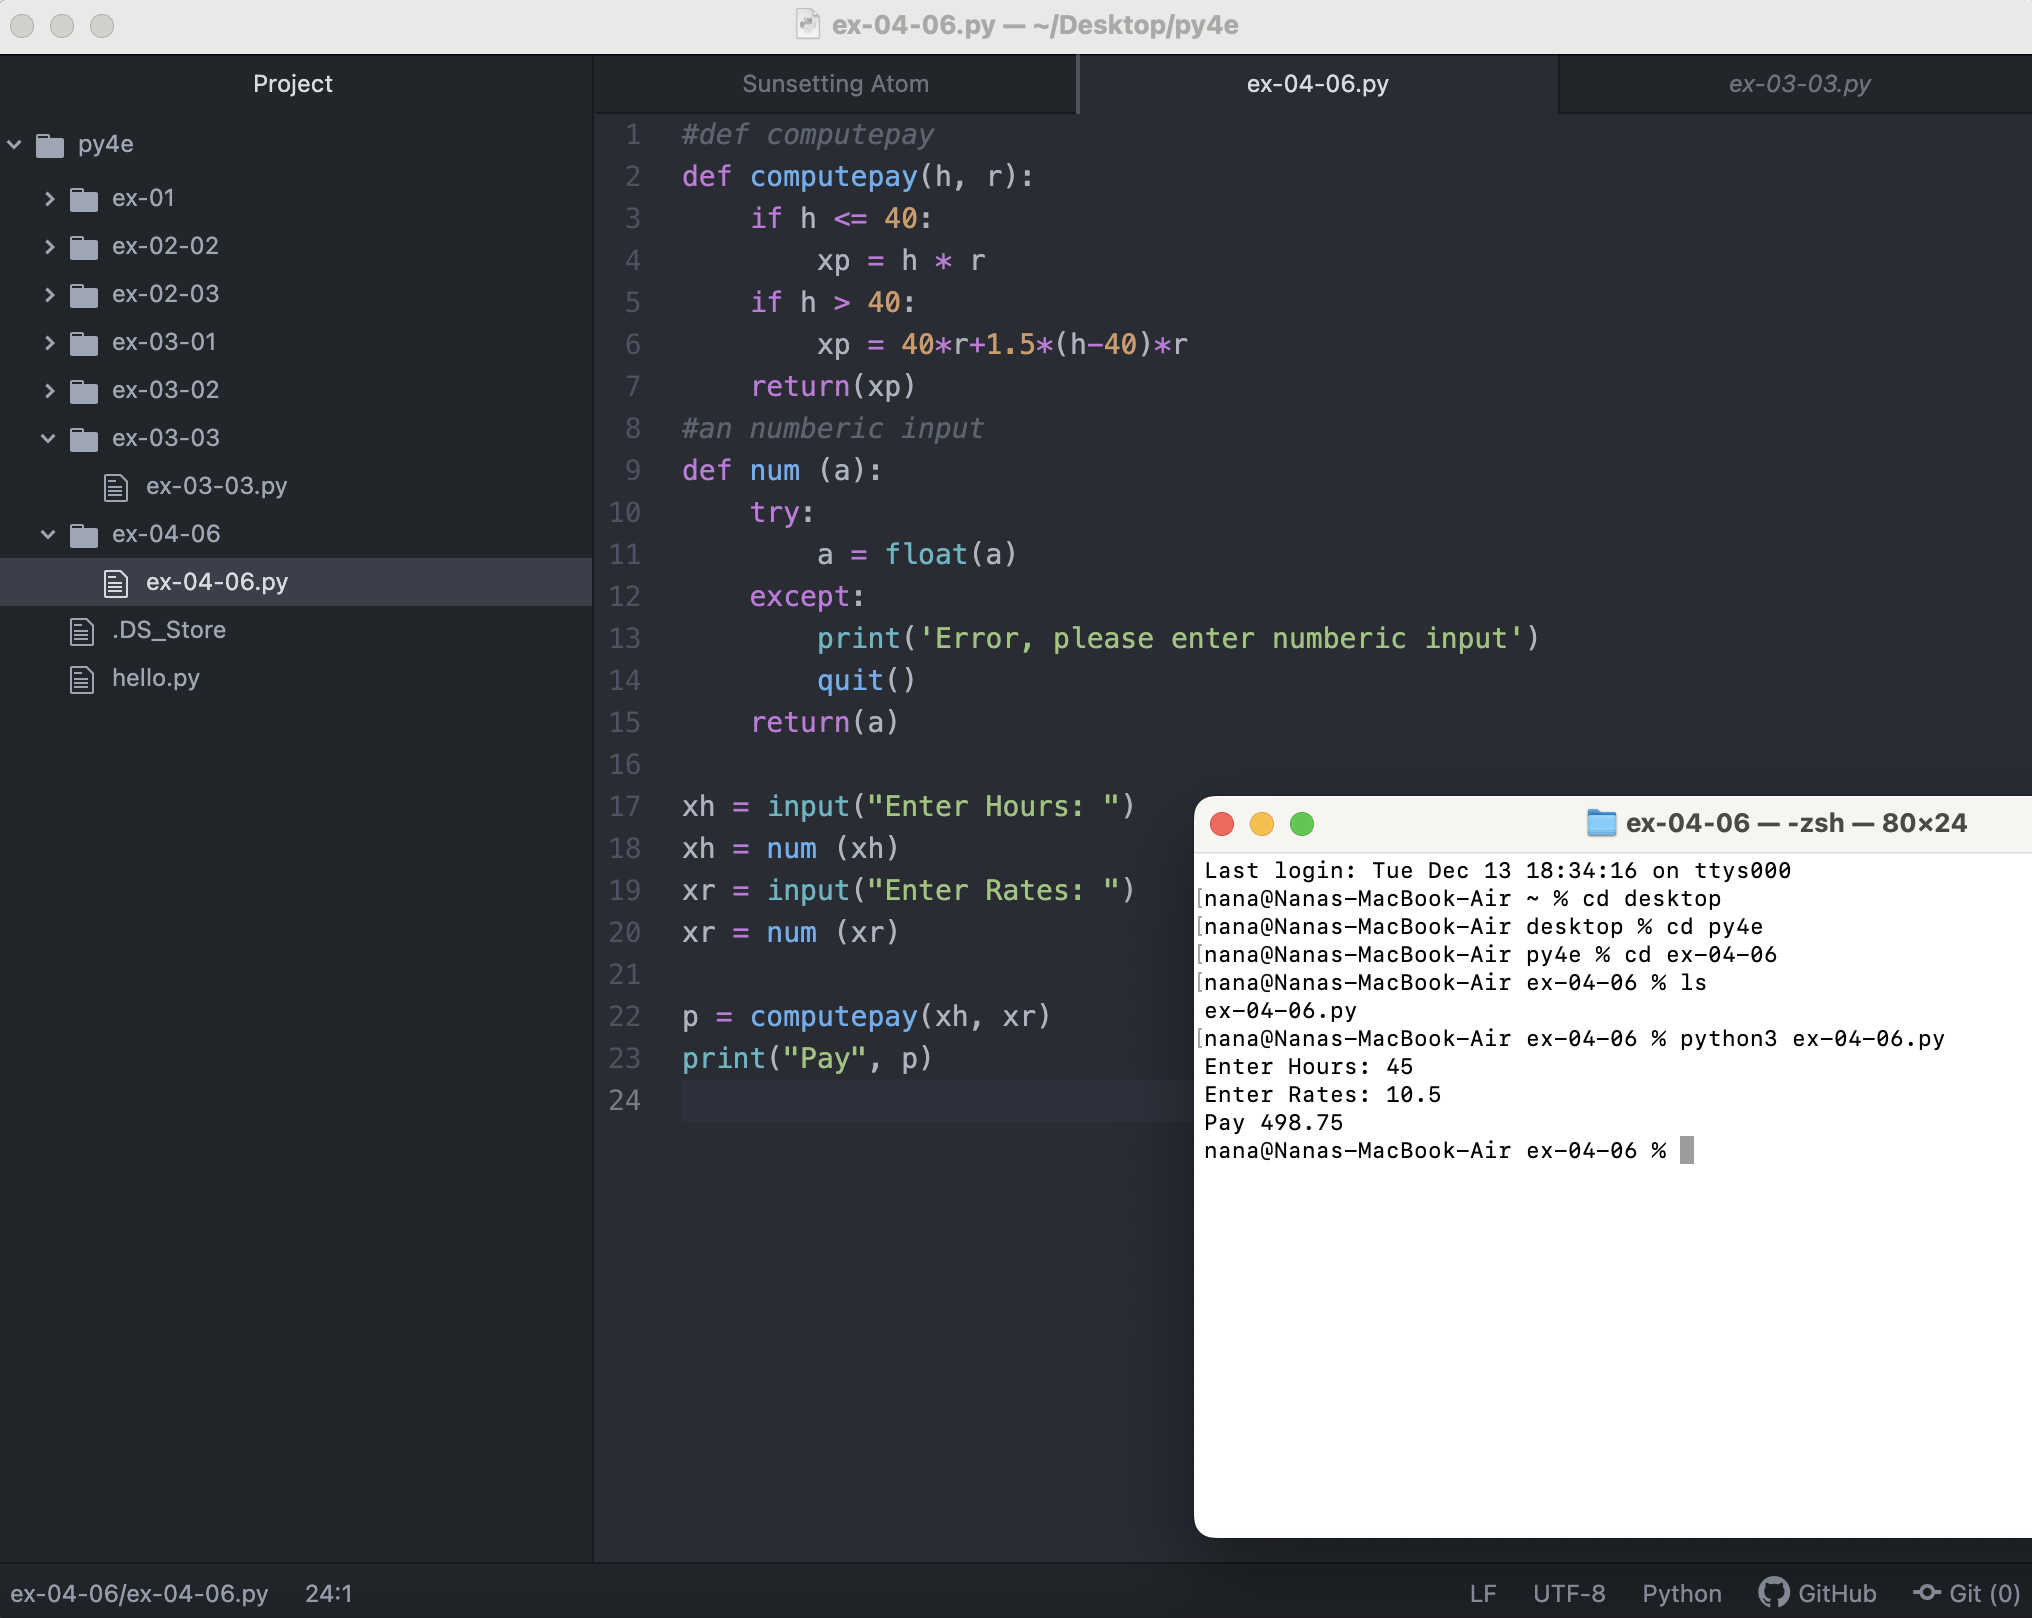 ex-04-06.py — ~/Desktop/py4e
Project
py4e
ex-01
ex-02-02
ex-02-03
ex-03-01
ex-03-02
ex-03-03
ex-03-03.py
ex-04-06
ex-04-06.py
.DS_Store
hello.py
Sunsetting Atom
ex-04-06.py
ex-03-03.py
1 #def computepay
2 def computepay(h, r):
3 if h <= 40:
4 xp = h * r
5 if h > 40:
6 xp = 40*r+1.5*(h-40)*r
7 return(xp)
8 #an numberic input
9 def num (a):
10 try:
11 a = float(a)
12 except:
13 print('Error, please enter numberic input')
14 quit()
15 return(a)
16
17 xh = input("Enter Hours: ")
18 xh = num (xh)
19 xr = input("Enter Rates: ")
20 xr = num (xr)
21
22 p = computepay(xh, xr)
23 print("Pay", p)
24
ex-04-06 — -zsh — 80×24
Last login: Tue Dec 13 18:34:16 on ttys000
[nana@Nanas-MacBook-Air ~ % cd desktop
[nana@Nanas-MacBook-Air desktop % cd py4e
[nana@Nanas-MacBook-Air py4e % cd ex-04-06
[nana@Nanas-MacBook-Air ex-04-06 % ls
ex-04-06.py
[nana@Nanas-MacBook-Air ex-04-06 % python3 ex-04-06.py
Enter Hours: 45
Enter Rates: 10.5
Pay 498.75
nana@Nanas-MacBook-Air ex-04-06 %
ex-04-06/ex-04-06.py 24:1
LF UTF-8 Python GitHub Git (0)